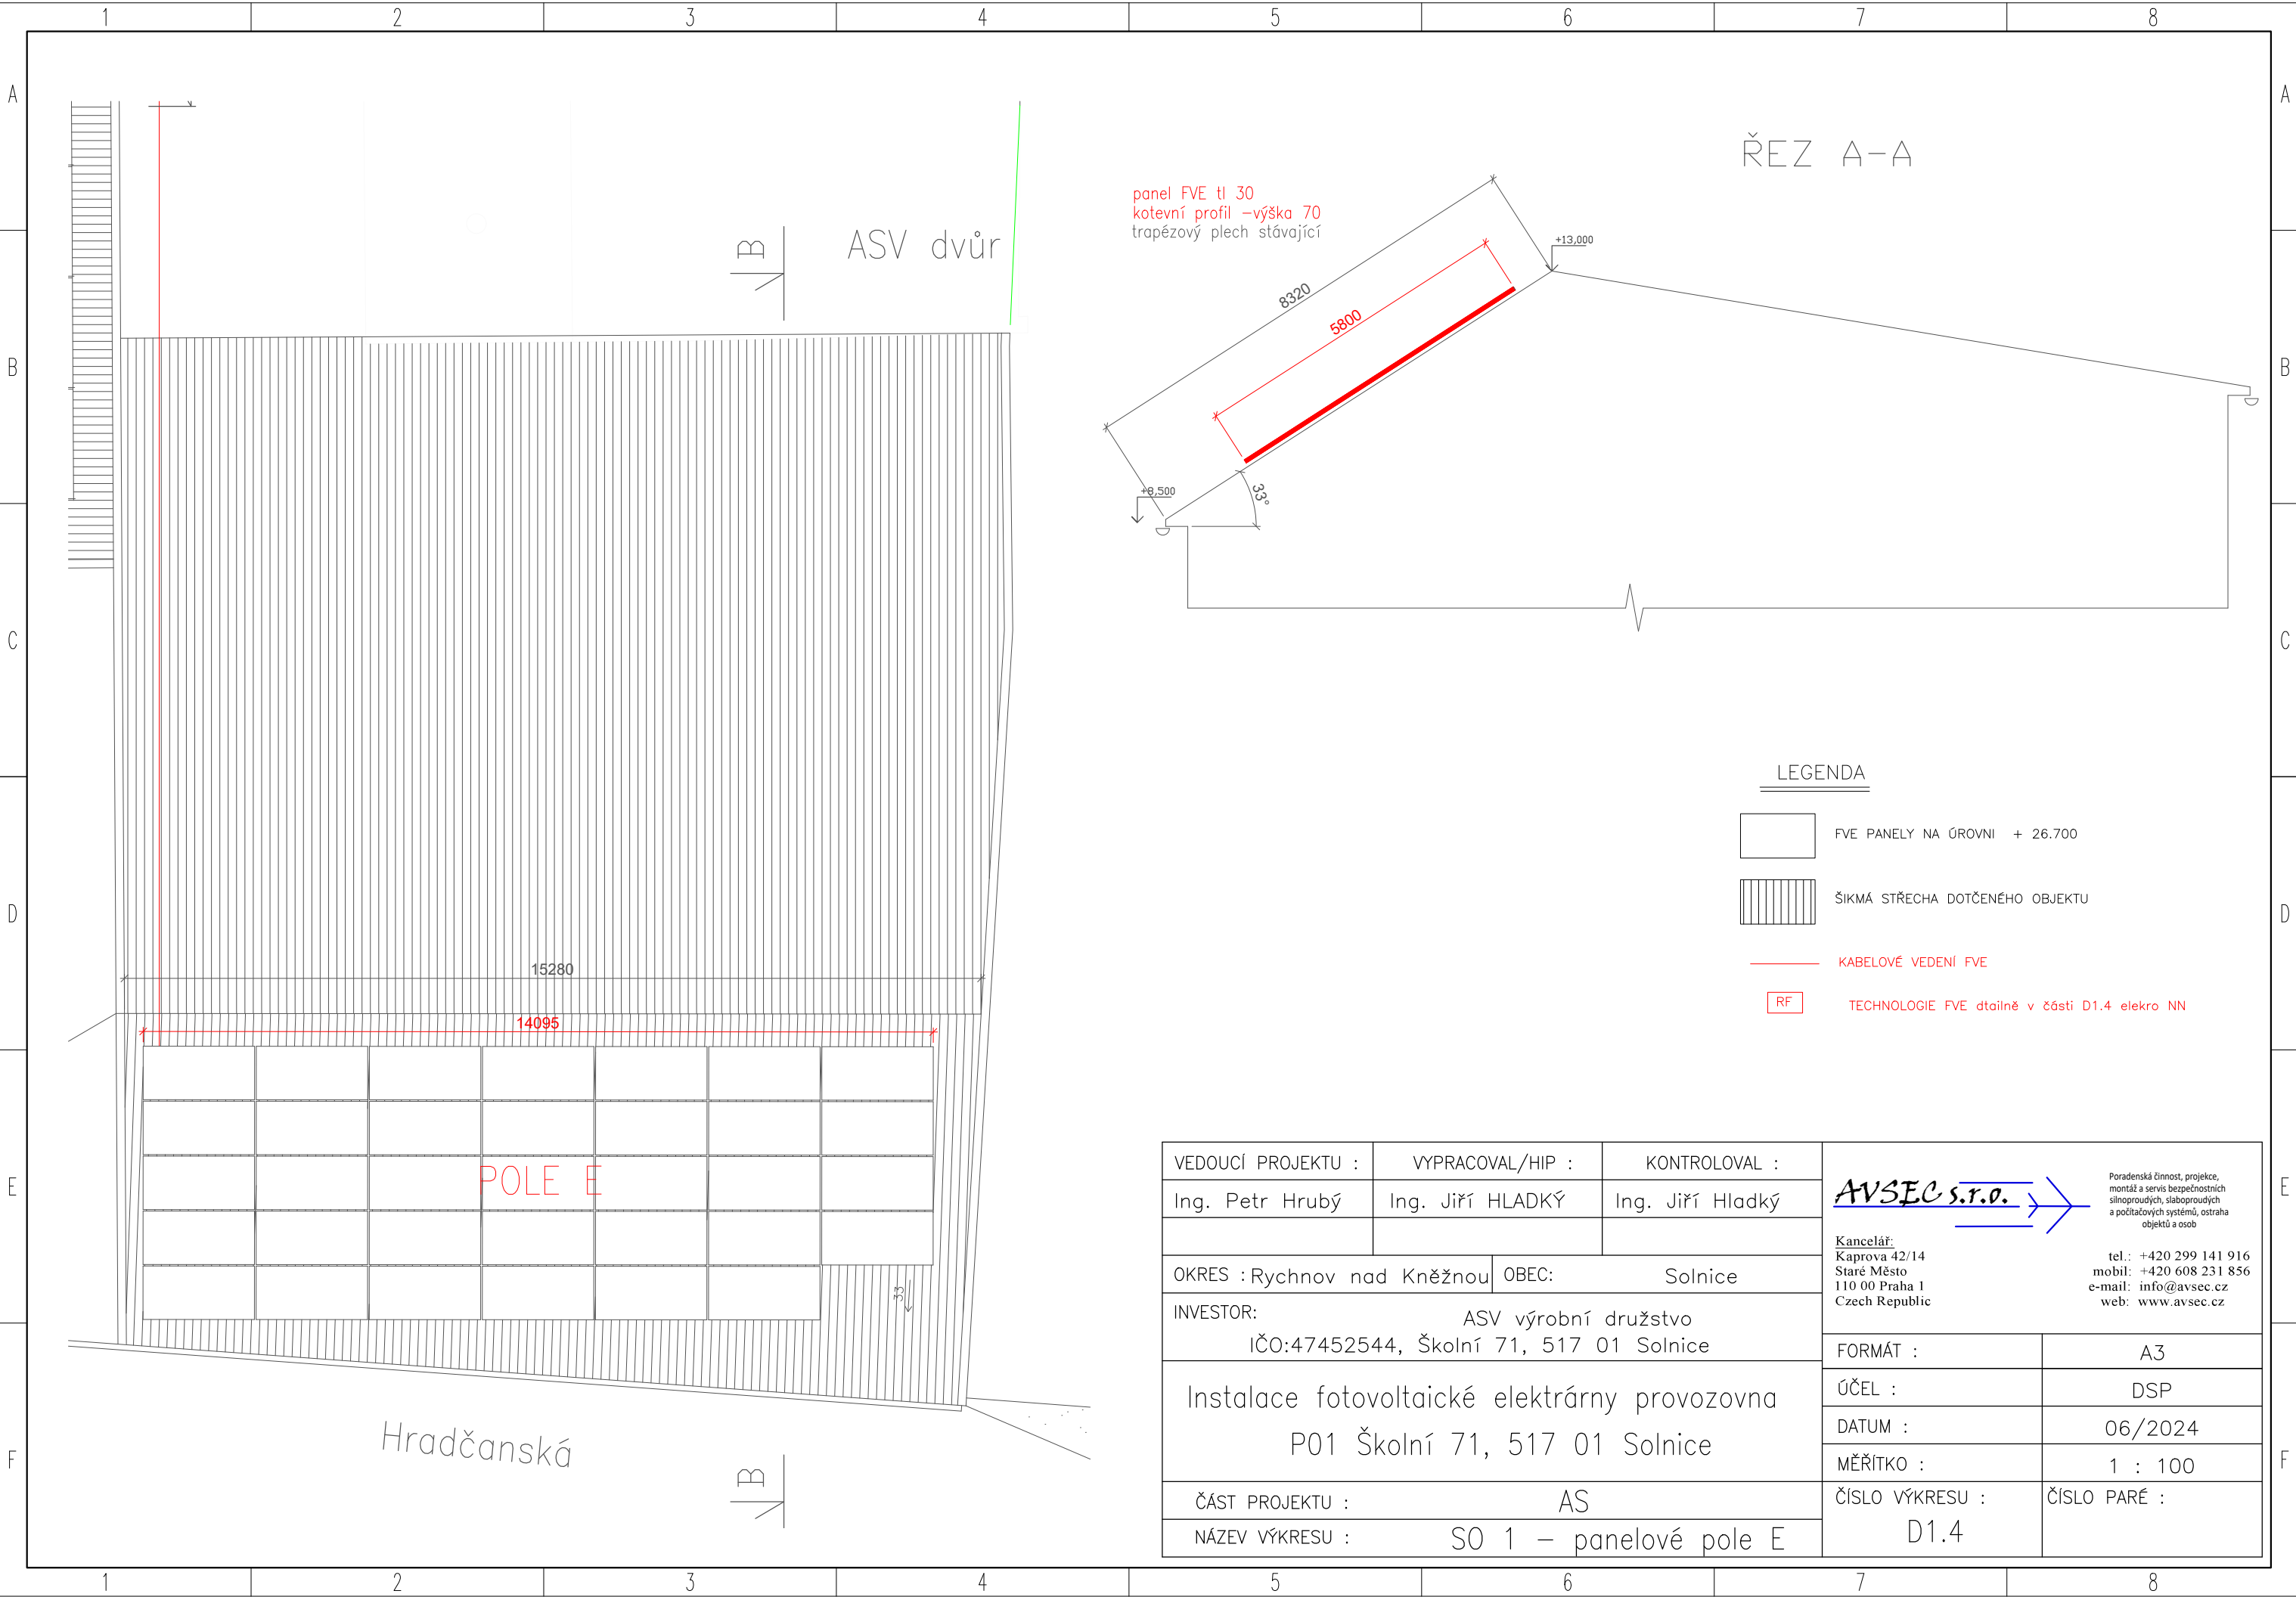 1 2 3 4 5 6 7 8
A A
B B
C C
D D
E E
F F
B
ASV dvůr
15280
14095
POLE E
33
Hradčanská
B
ŘEZ A-A
panel FVE tl 30
kotevní profil -výška 70
trapézový plech stávající
+13,000
8320
5800
+8,500
33°
LEGENDA
FVE PANELY NA ÚROVNI + 26.700
ŠIKMÁ STŘECHA DOTČENÉHO OBJEKTU
KABELOVÉ VEDENÍ FVE
RF TECHNOLOGIE FVE dtailně v části D1.4 elekro NN
VEDOUCÍ PROJEKTU : VYPRACOVAL/HIP : KONTROLOVAL :
Ing. Petr Hrubý Ing. Jiří HLADKÝ Ing. Jiří Hladký
OKRES : Rychnov nad Kněžnou OBEC: Solnice
INVESTOR: ASV výrobní družstvo
IČO:47452544, Školní 71, 517 01 Solnice
Instalace fotovoltaické elektrárny provozovna
P01 Školní 71, 517 01 Solnice
ČÁST PROJEKTU : AS
NÁZEV VÝKRESU : SO 1 - panelové pole E
AVSEC s.r.o.
Poradenská činnost, projekce,
montáž a servis bezpečnostních
silnoproudých, slaboproudých
a počítačových systémů, ostraha
objektů a osob
Kancelář:
Kaprova 42/14
Staré Město
110 00 Praha 1
Czech Republic
tel.: +420 299 141 916
mobil: +420 608 231 856
e-mail: info@avsec.cz
web: www.avsec.cz
FORMÁT : A3
ÚČEL : DSP
DATUM : 06/2024
MĚŘÍTKO : 1 : 100
ČÍSLO VÝKRESU : ČÍSLO PARÉ :
D1.4
1 2 3 4 5 6 7 8